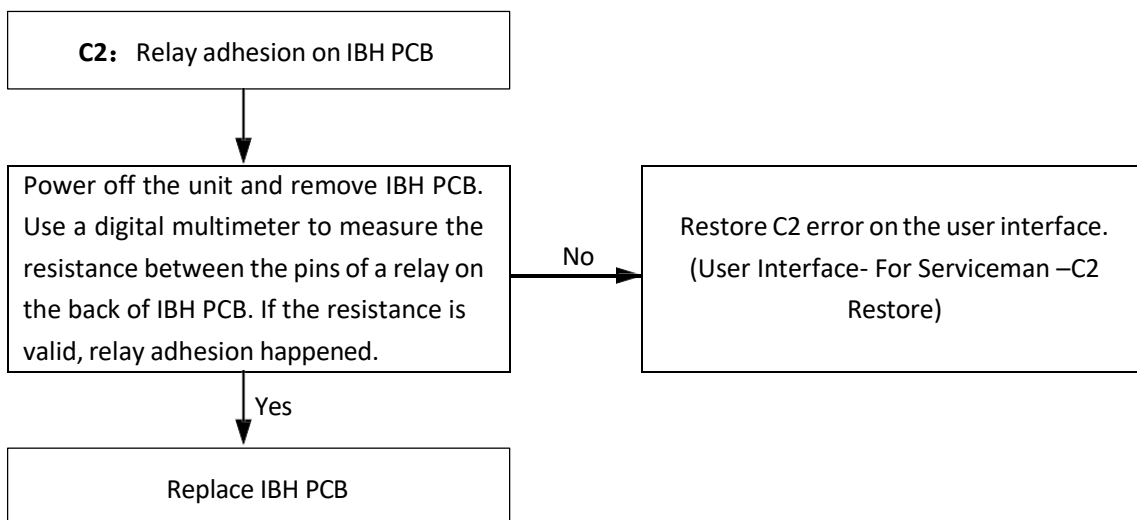 C2： Relay adhesion on IBH PCB
Power off the unit and remove IBH PCB.
Use a digital multimeter to measure the
resistance between the pins of a relay on
the back of IBH PCB. If the resistance is
valid, relay adhesion happened.
No
Restore C2 error on the user interface.
(User Interface- For Serviceman –C2
Restore)
Yes
Replace IBH PCB